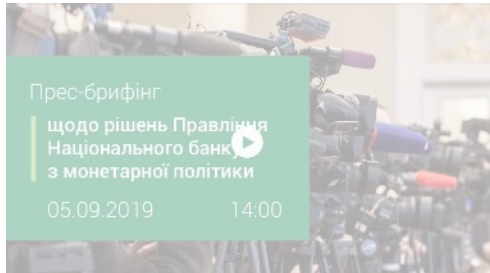 Прес-брифінг
щодо рішень Правління
Національного банку
з монетарної політики
05.09.2019 14:00